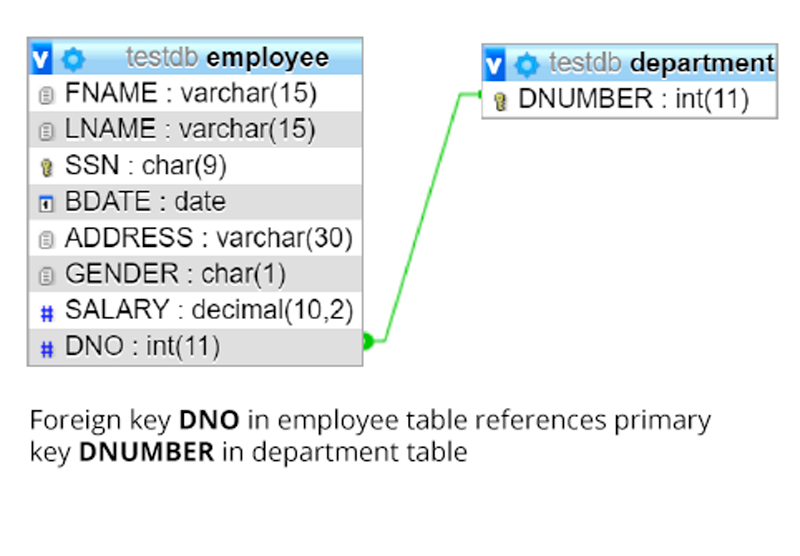 testdb employee
FNAME : varchar(15)
LNAME : varchar(15)
SSN : char(9)
BDATE : date
ADDRESS : varchar(30)
GENDER : char(1)
SALARY : decimal(10,2)
DNO : int(11)
testdb department
DNUMBER : int(11)
Foreign key DNO in employee table references primary
key DNUMBER in department table